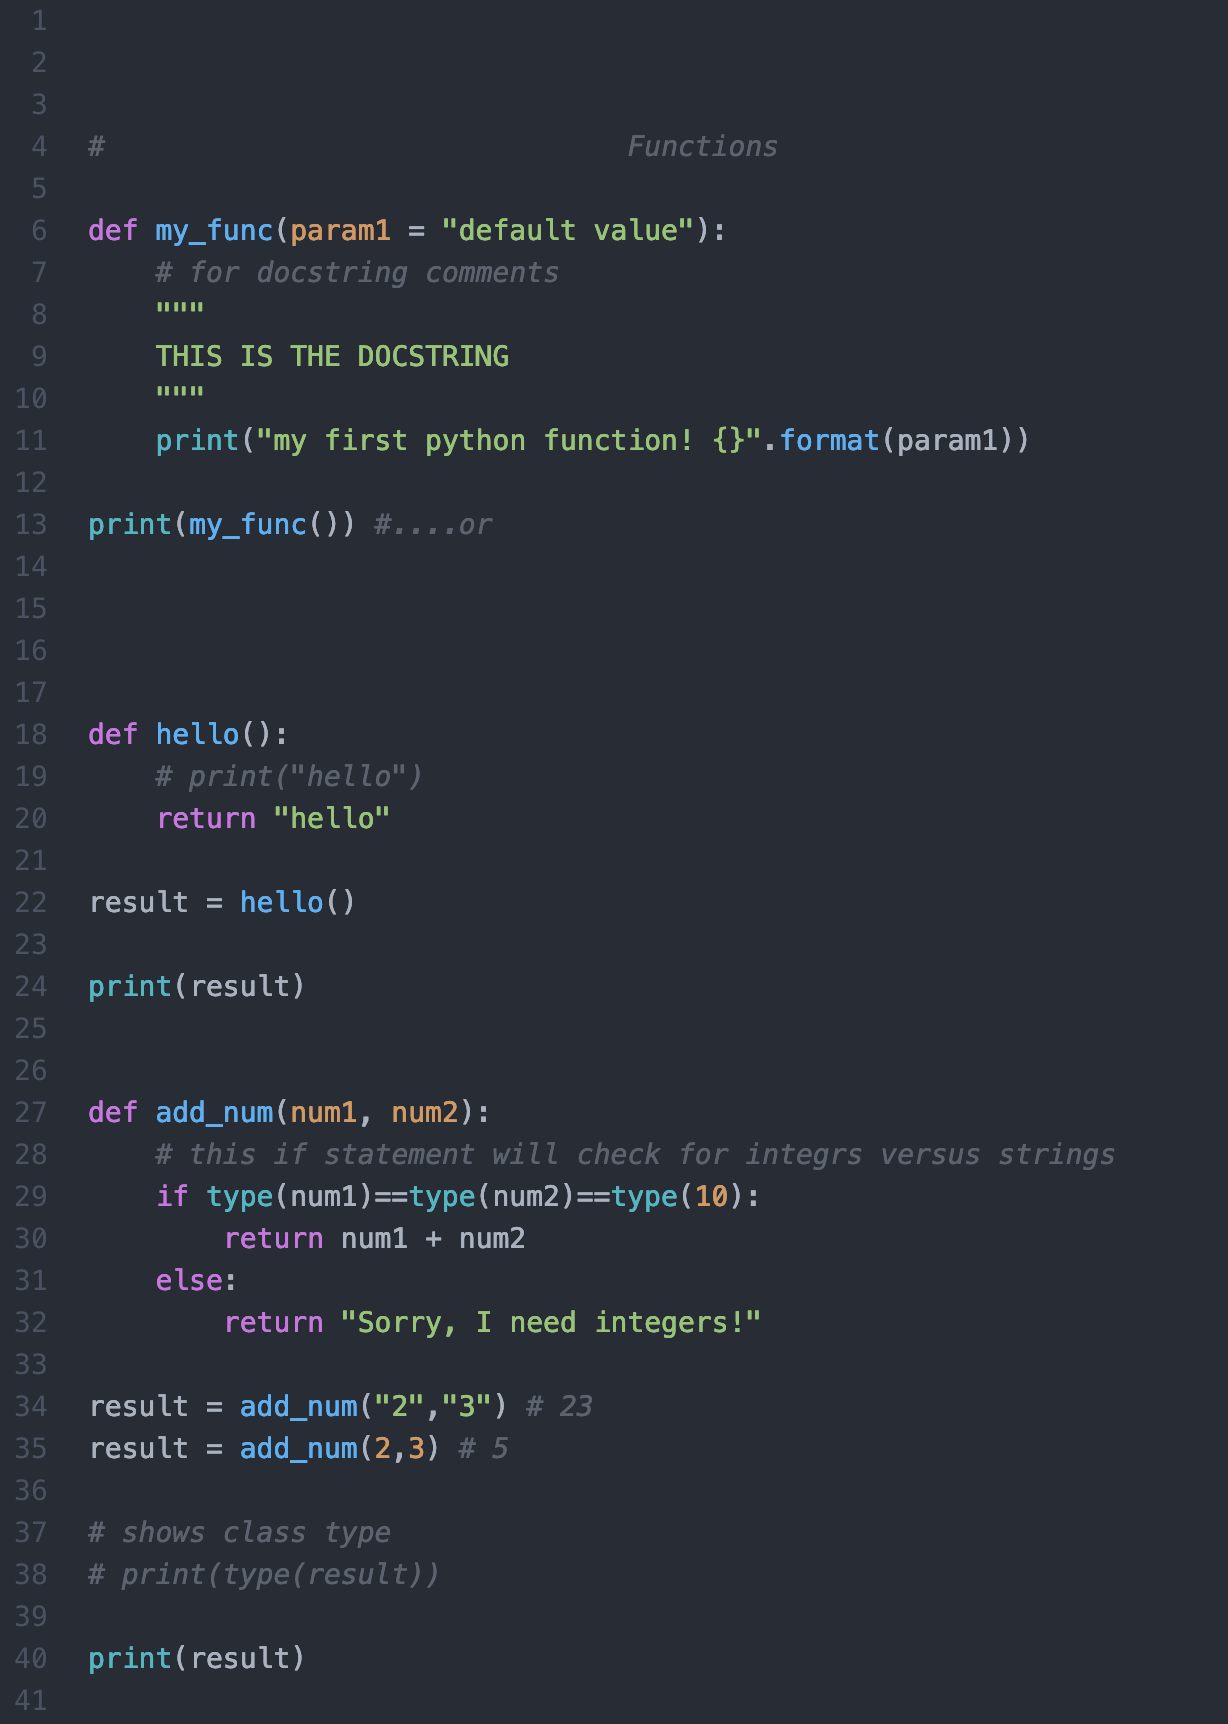 1
2
3
4 # Functions
5
6 def my_func(param1 = "default value"):
7     # for docstring comments
8     """
9     THIS IS THE DOCSTRING
10     """
11     print("my first python function! {}".format(param1))
12
13 print(my_func()) #....or
14
15
16
17
18 def hello():
19     # print("hello")
20     return "hello"
21
22 result = hello()
23
24 print(result)
25
26
27 def add_num(num1, num2):
28     # this if statement will check for integrs versus strings
29     if type(num1)==type(num2)==type(10):
30         return num1 + num2
31     else:
32         return "Sorry, I need integers!"
33
34 result = add_num("2","3") # 23
35 result = add_num(2,3) # 5
36
37 # shows class type
38 # print(type(result))
39
40 print(result)
41